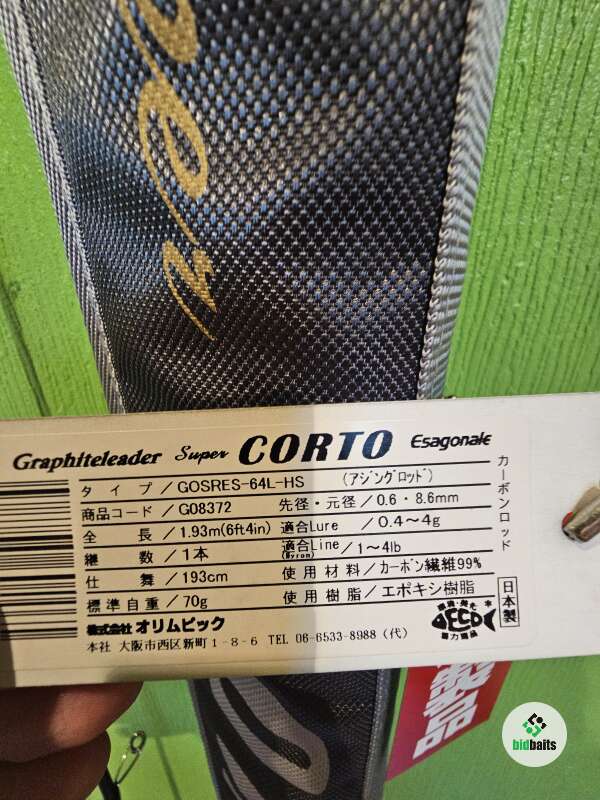 Graphiteleader Super CORTO Esagonale
タイプ/GOSRES-64L-HS (アジングロッド)
カーボンロッド
商品コード/G08372 先径・元径/0.6・8.6mm
全長/1.93m(6ft4in) 適合Lure/0.4~4g
継数/1本 適合Line/1~4lb
(Nyron)
仕舞/193cm 使用材料/カーボン繊維99%
標準自重/70g 使用樹脂/エポキシ樹脂
日本製
ECO
株式会社 オリムピック
本社 大阪市西区新町1-8-6 TEL 06-6533-8988(代)
bidbaits